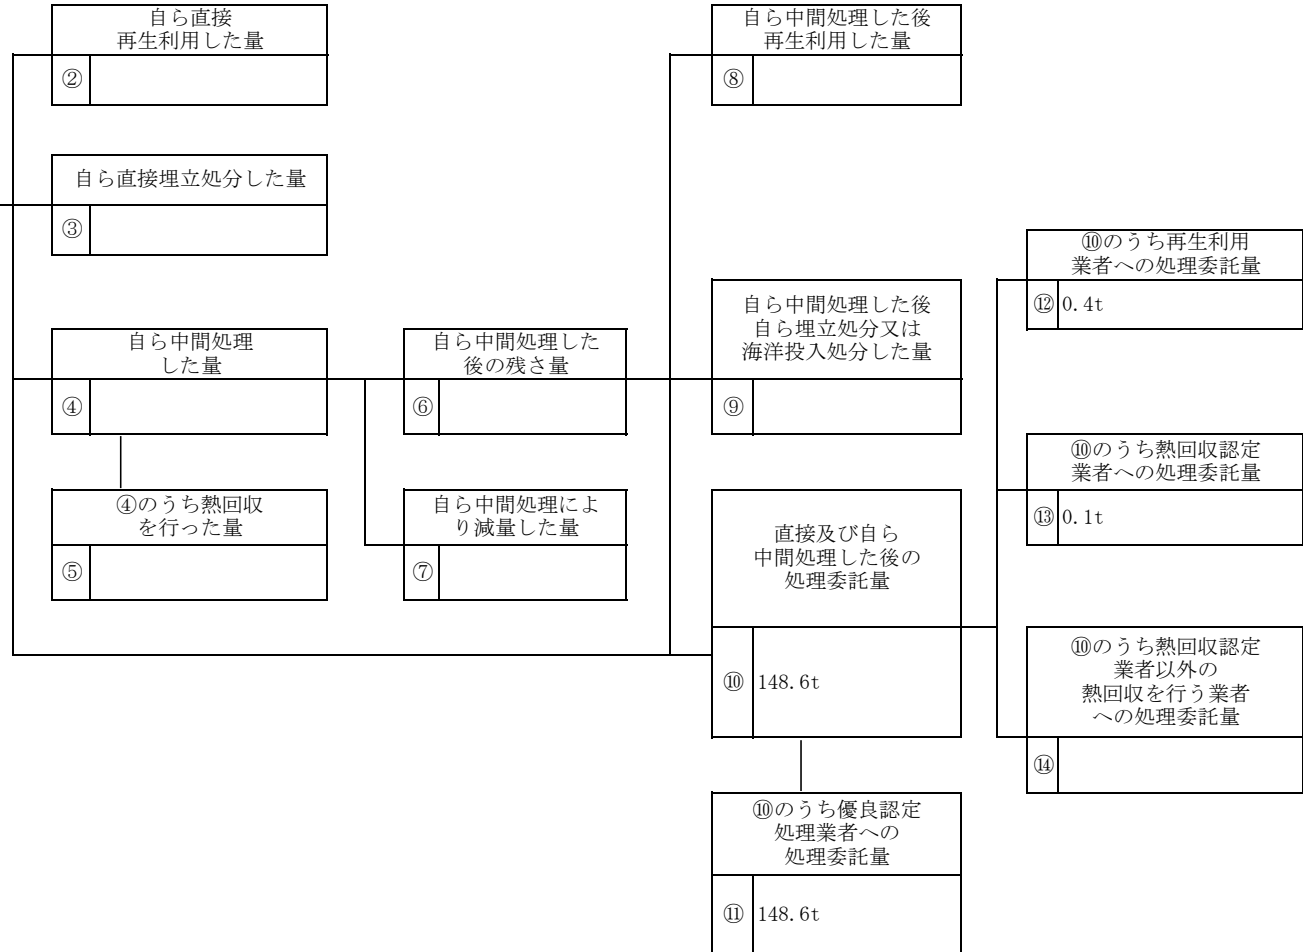 自ら直接
再生利用した量
②
自ら直接埋立処分した量
③
自ら中間処理
した量
④
④のうち熱回収
を行った量
⑤
自ら中間処理した
後の残さ量
⑥
自ら中間処理によ
り減量した量
⑦
自ら中間処理した後
再生利用した量
⑧
自ら中間処理した後
自ら埋立処分又は
海洋投入処分した量
⑨
直接及び自ら
中間処理した後の
処理委託量
⑩ 148.6t
⑩のうち優良認定
処理業者への
処理委託量
⑪ 148.6t
⑩のうち再生利用
業者への処理委託量
⑫ 0.4t
⑩のうち熱回収認定
業者への処理委託量
⑬ 0.1t
⑩のうち熱回収認定
業者以外の
熱回収を行う業者
への処理委託量
⑭